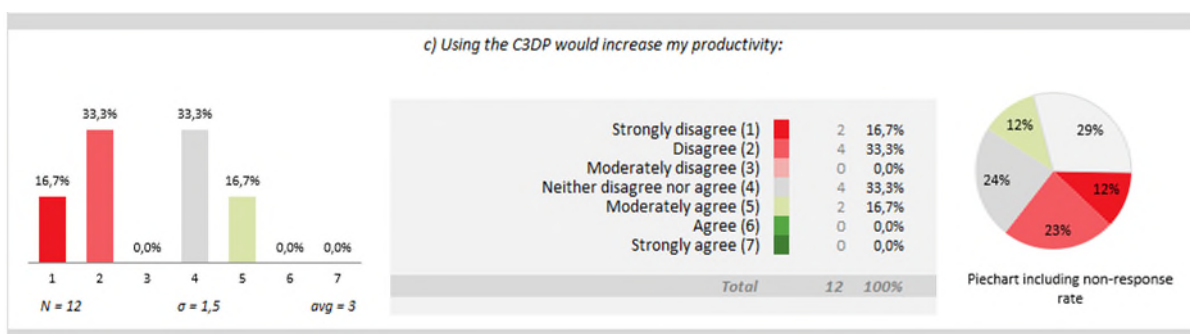 c) Using the C3DP would increase my productivity:
33,3% 33,3%
16,7% 16,7%
0,0% 0,0% 0,0%
1 2 3 4 5 6 7
N = 12 σ = 1,5 avg = 3
Strongly disagree (1) 2 16,7%
Disagree (2) 4 33,3%
Moderately disagree (3) 0 0,0%
Neither disagree nor agree (4) 4 33,3%
Moderately agree (5) 2 16,7%
Agree (6) 0 0,0%
Strongly agree (7) 0 0,0%
Total 12 100%
12% 29%
24% 12%
23%
Piechart including non-response
rate